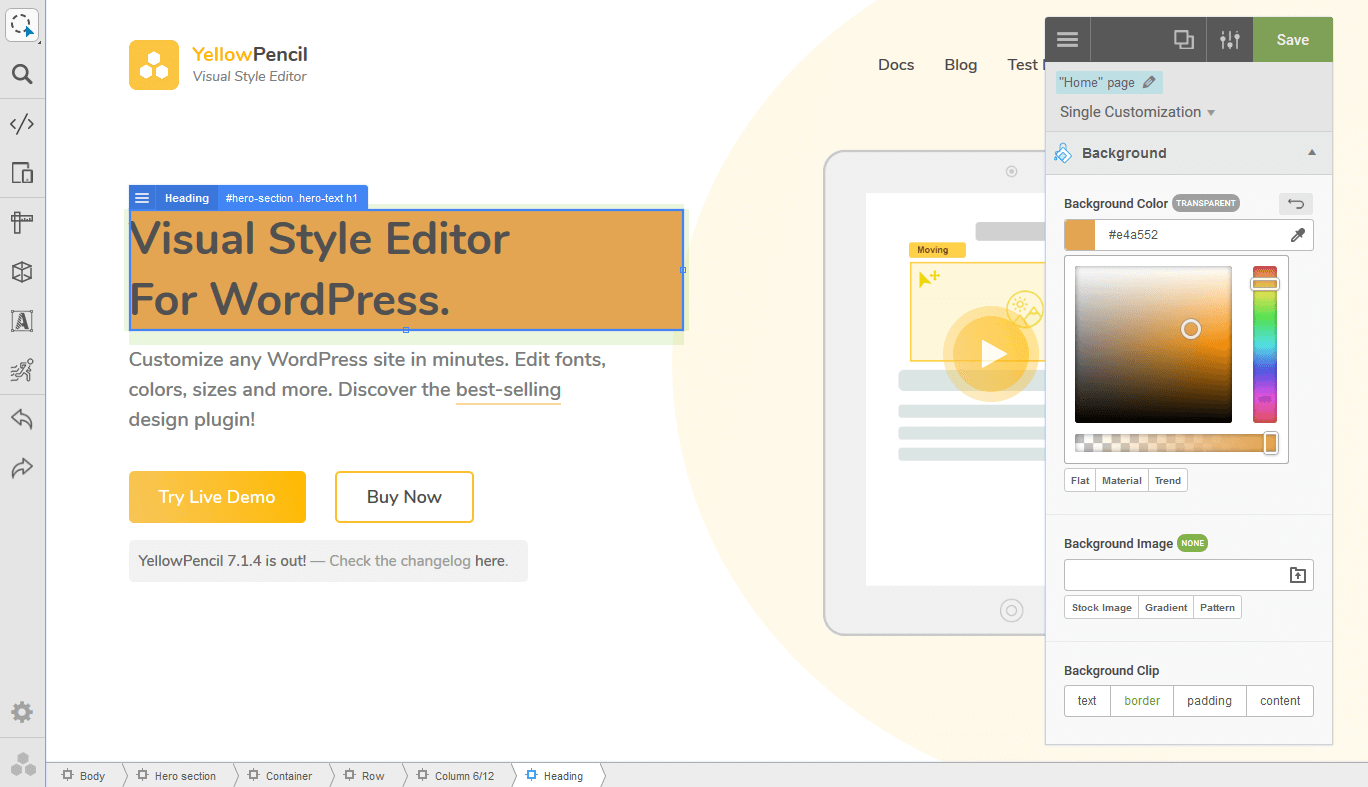 YellowPencil
Visual Style Editor
Docs
Blog
Test
Save
"Home" page
Single Customization
Background
Heading
#hero-section .hero-text h1
Visual Style Editor
For WordPress.
Customize any WordPress site in minutes. Edit fonts,
colors, sizes and more. Discover the best-selling
design plugin!
Try Live Demo
Buy Now
YellowPencil 7.1.4 is out! — Check the changelog here.
Moving
Background Color TRANSPARENT
#e4a552
Flat
Material
Trend
Background Image NONE
Stock Image
Gradient
Pattern
Background Clip
text
border
padding
content
Body
Hero section
Container
Row
Column 6/12
Heading